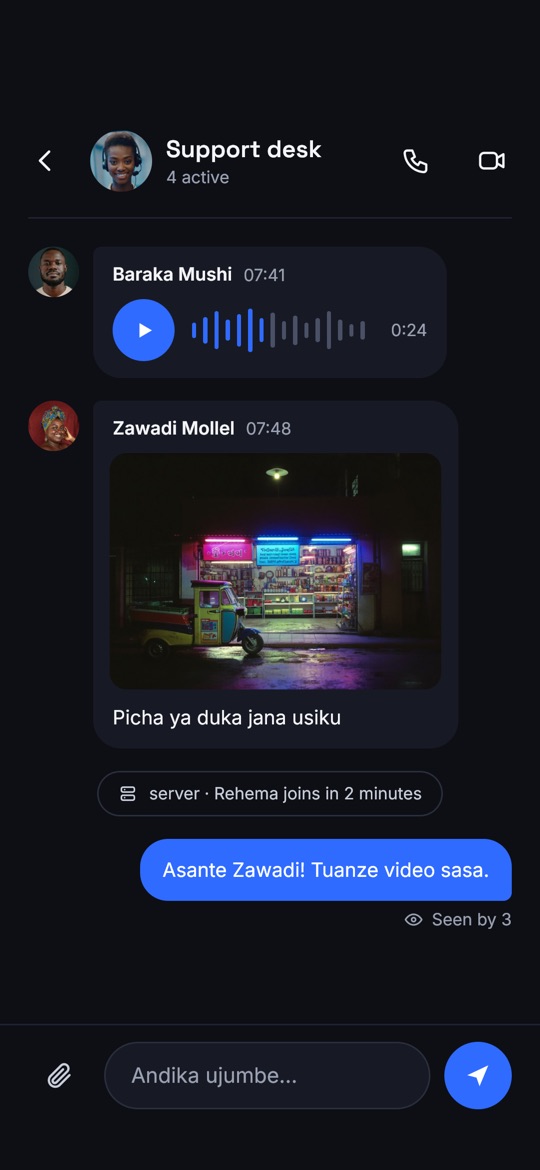 Support desk
4 active
Baraka Mushi 07:41
0:24
Zawadi Mollel 07:48
Picha ya duka jana usiku
server · Rehema joins in 2 minutes
Asante Zawadi! Tuanze video sasa.
Seen by 3
Andika ujumbe...